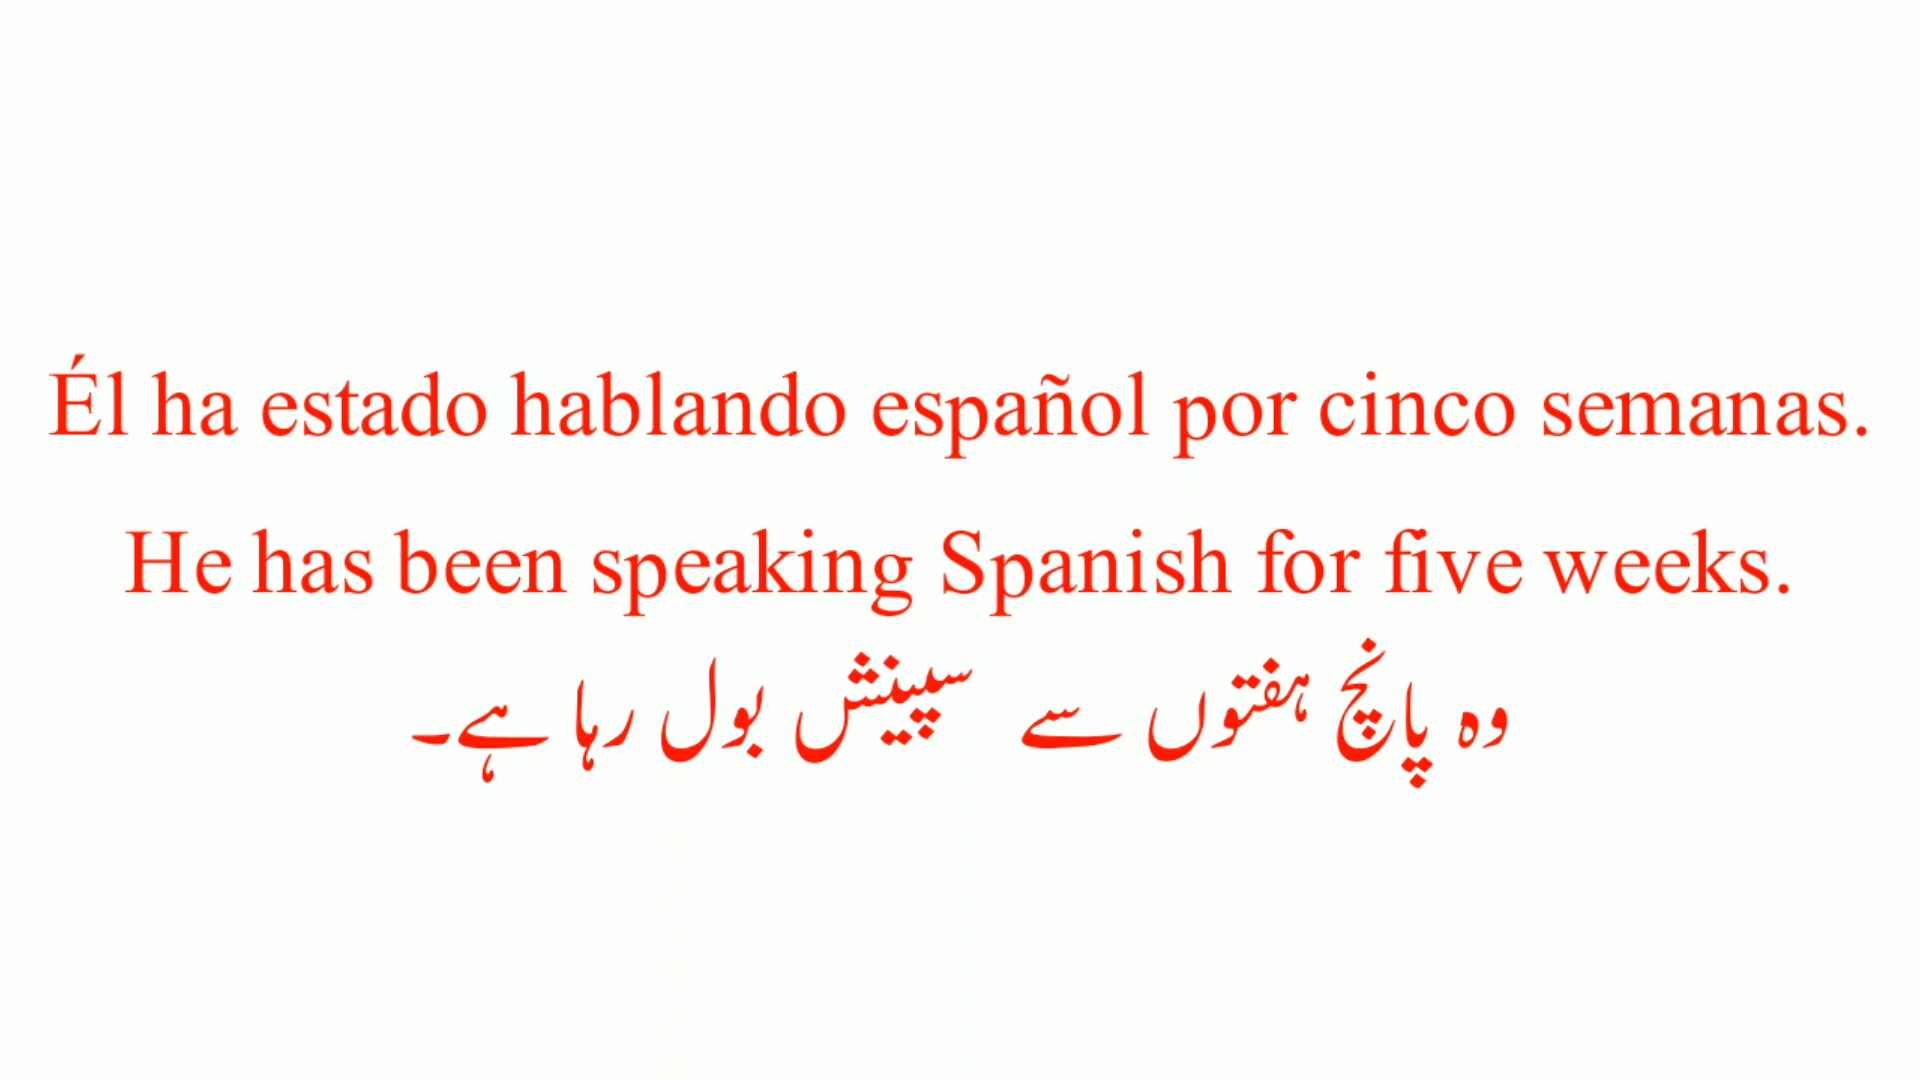 Él ha estado hablando español por cinco semanas.
He has been speaking Spanish for five weeks.
وہ پانچ ہفتوں سے سپینش بول رہا ہے۔